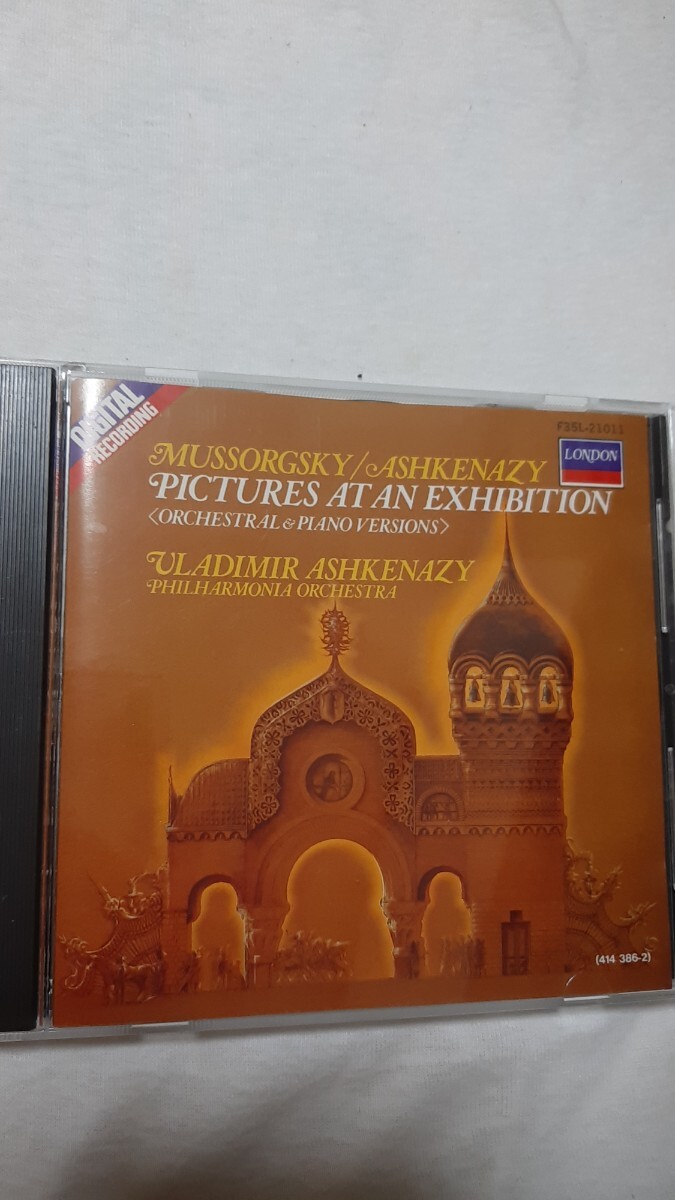 DIGITAL
RECORDING
F35L-21011
LONDON
MUSSORGSKY/ASHKENAZY
PICTURES AT AN EXHIBITION
<ORCHESTRAL & PIANO VERSIONS>
VLADIMIR ASHKENAZY
PHILHARMONIA ORCHESTRA
(414 386-2)